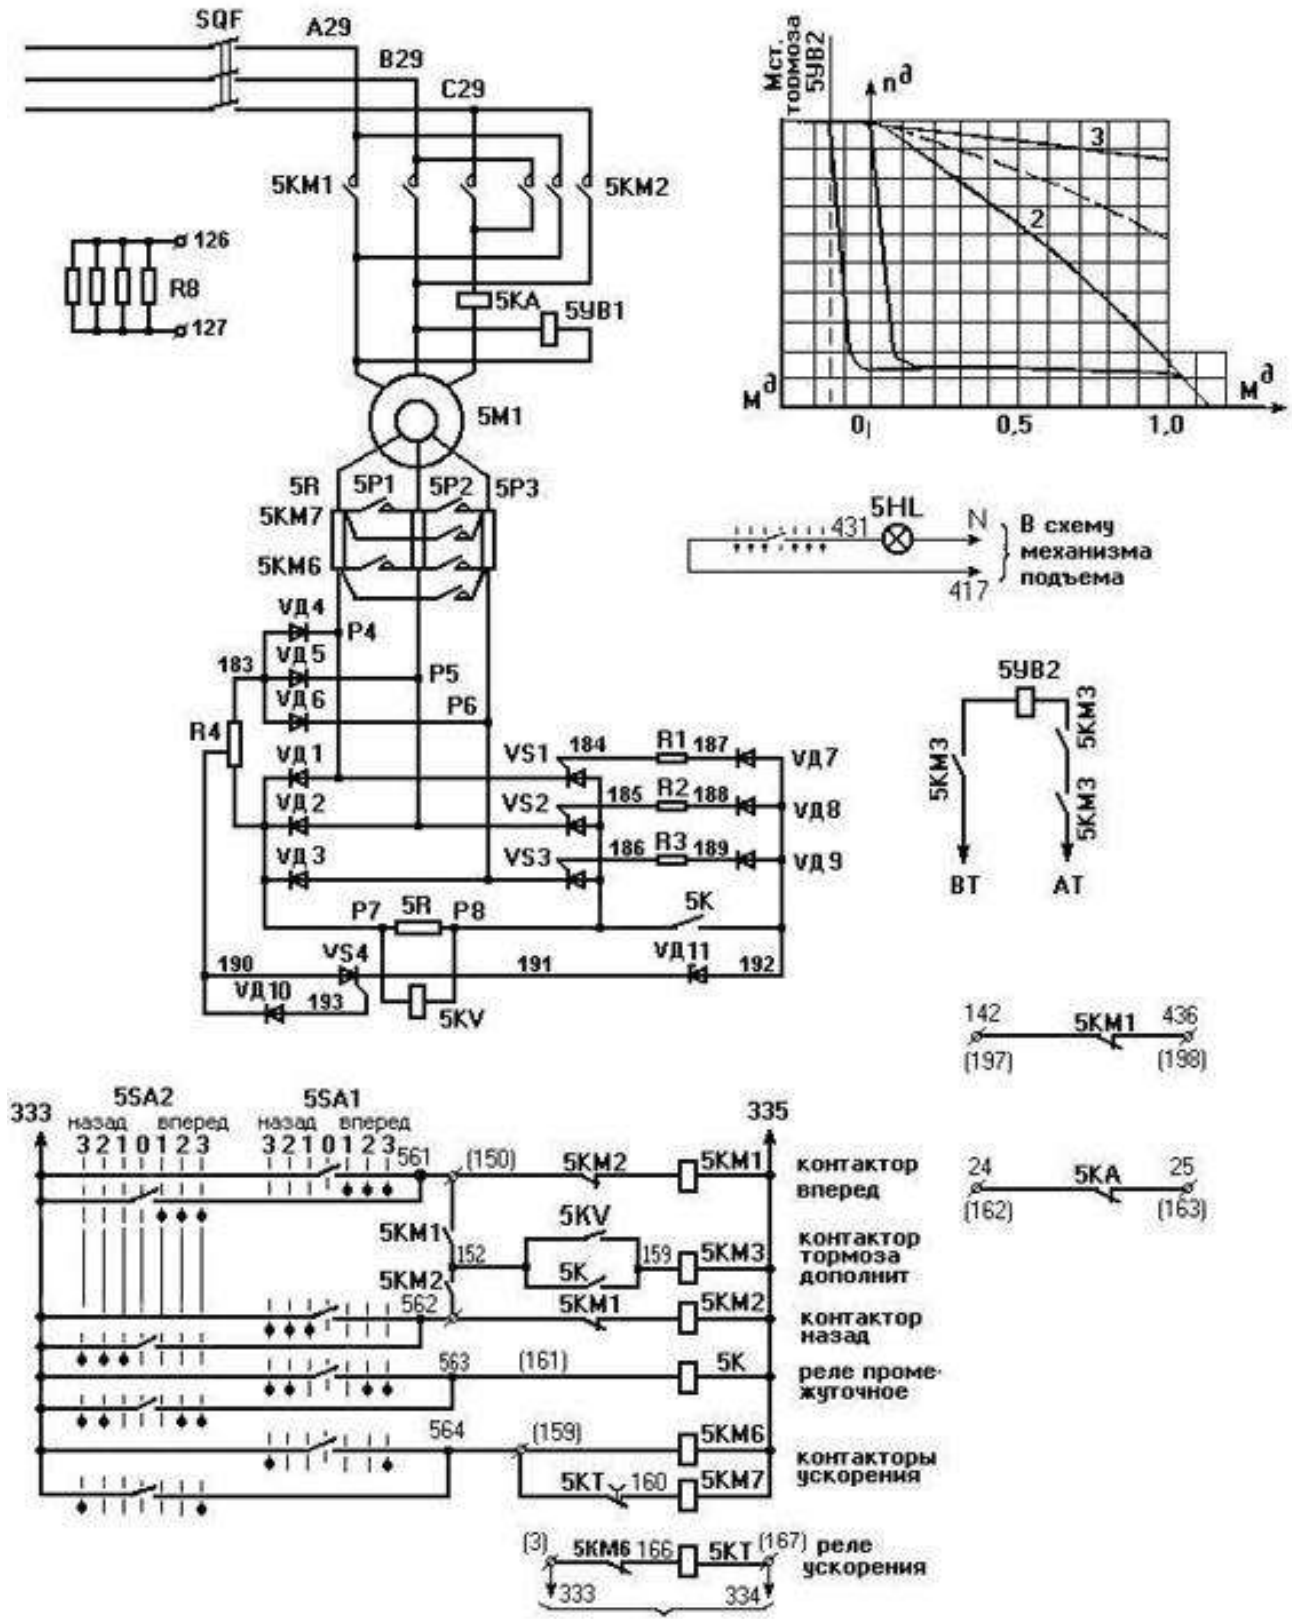 SQF
A29
B29
C29
5KM1
5KM2
126
R8
127
5KA
5УВ1
5М1
5R 5P1 5P2 5P3
5KM7
5KM6
VД4
P4
VД5
183
P5
VД6
P6
R4
VД1
VS1 184 R1 187 VД7
VД2
VS2 185 R2 188 VД8
VД3
VS3 186 R3 189 VД9
P7 5R P8
5K
190 VS4 191 VД11 192
VД10 193
5KV
Мст. тормоза 5УВ2
n∂
3
2
М∂
М∂
0 0,5 1,0
5HL
431
N
В схему
механизма
подъема
417
5УВ2
5KM3
5KM3
5KM3
ВТ АТ
142 5KM1 436
(197) (198)
24 5KA 25
(162) (163)
333 5SA2 5SA1 335
назад вперед назад вперед
3 2 1 0 1 2 3 3 2 1 0 1 2 3
561 (150) 5KM2 5KM1 контактор
вперед
5KM1
5KV
152 159 5KM3 контактор
тормоза
дополнит
5K
5KM2
562
5KM1 5KM2 контактор
назад
563 (161) 5K реле проме-
жуточное
564 (159) 5KM6
контакторы
ускорения
5KT 160 5KM7
(3) 5KM6 166 5KT (167) реле
ускорения
333 334